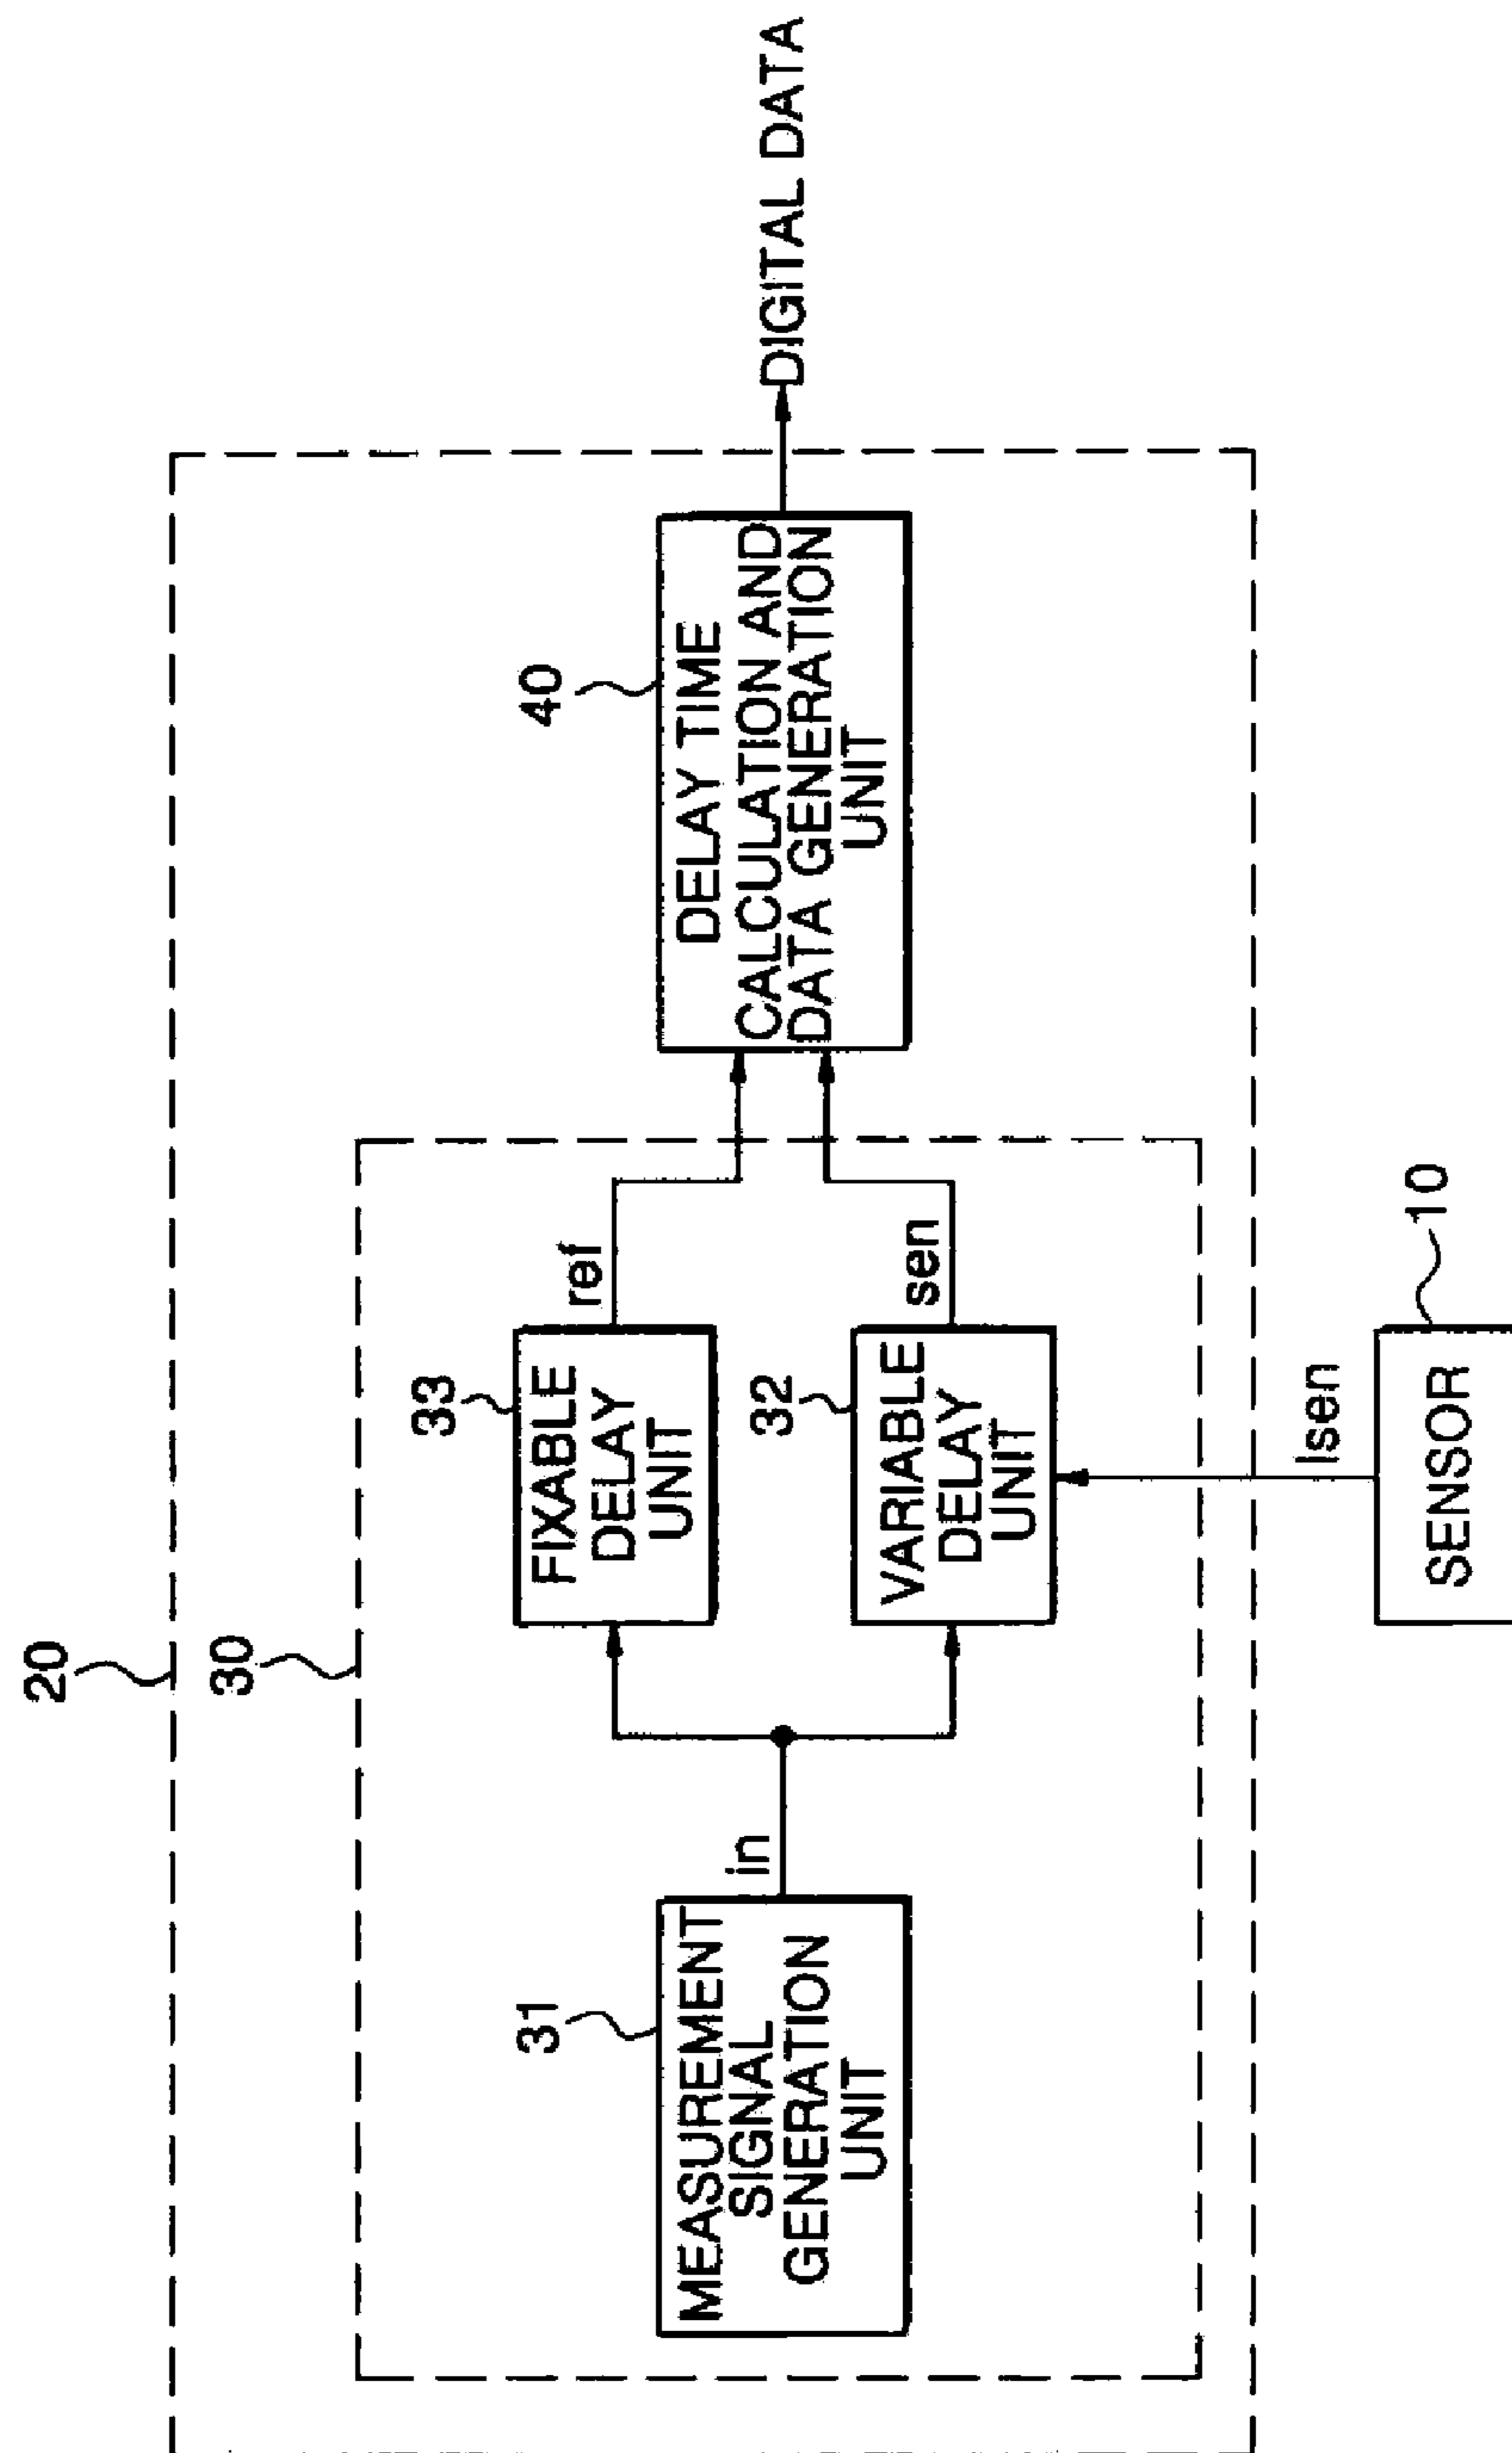 20
30
31
MEASUREMENT
SIGNAL
GENERATION
UNIT
in
33
FIXABLE
DELAY
UNIT
ref
32
VARIABLE
DELAY
UNIT
sen
40
DELAY TIME
CALCULATION AND
DATA GENERATION
UNIT
DIGITAL DATA
Isen
10
SENSOR